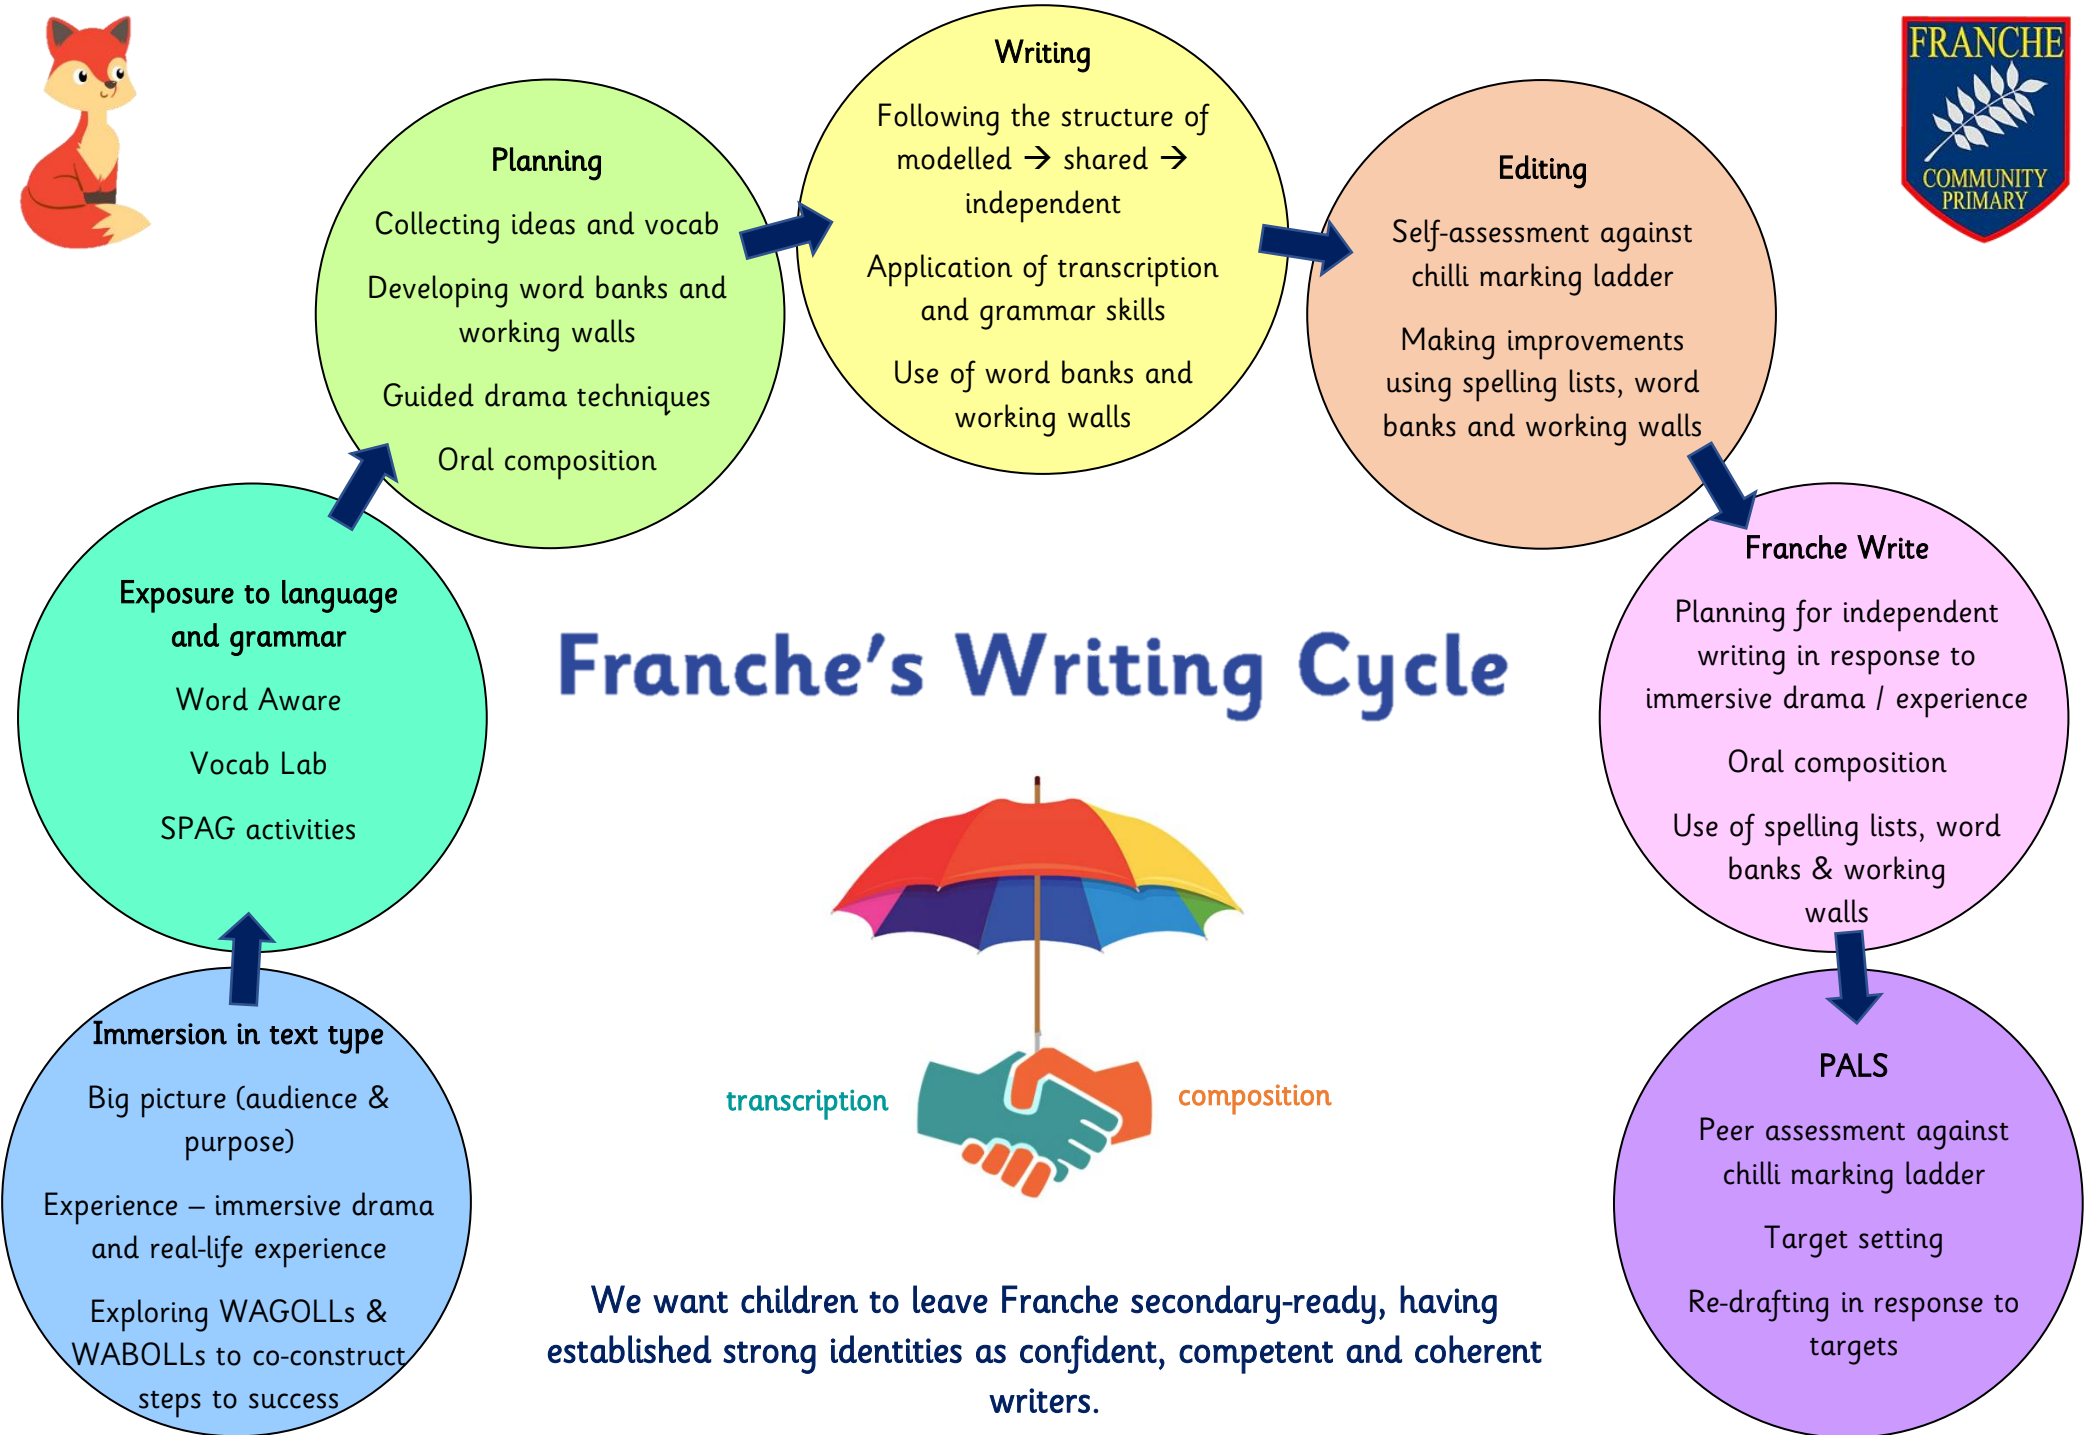 FRANCHE
COMMUNITY
PRIMARY
Immersion in text type
Big picture (audience &
purpose)
Experience – immersive drama
and real-life experience
Exploring WAGOLLs &
WABOLLs to co-construct
steps to success
Exposure to language
and grammar
Word Aware
Vocab Lab
SPAG activities
Planning
Collecting ideas and vocab
Developing word banks and
working walls
Guided drama techniques
Oral composition
Writing
Following the structure of
modelled → shared →
independent
Application of transcription
and grammar skills
Use of word banks and
working walls
Editing
Self-assessment against
chilli marking ladder
Making improvements
using spelling lists, word
banks and working walls
Franche Write
Planning for independent
writing in response to
immersive drama / experience
Oral composition
Use of spelling lists, word
banks & working
walls
PALS
Peer assessment against
chilli marking ladder
Target setting
Re-drafting in response to
targets
Franche's Writing Cycle
transcription
composition
We want children to leave Franche secondary-ready, having
established strong identities as confident, competent and coherent
writers.